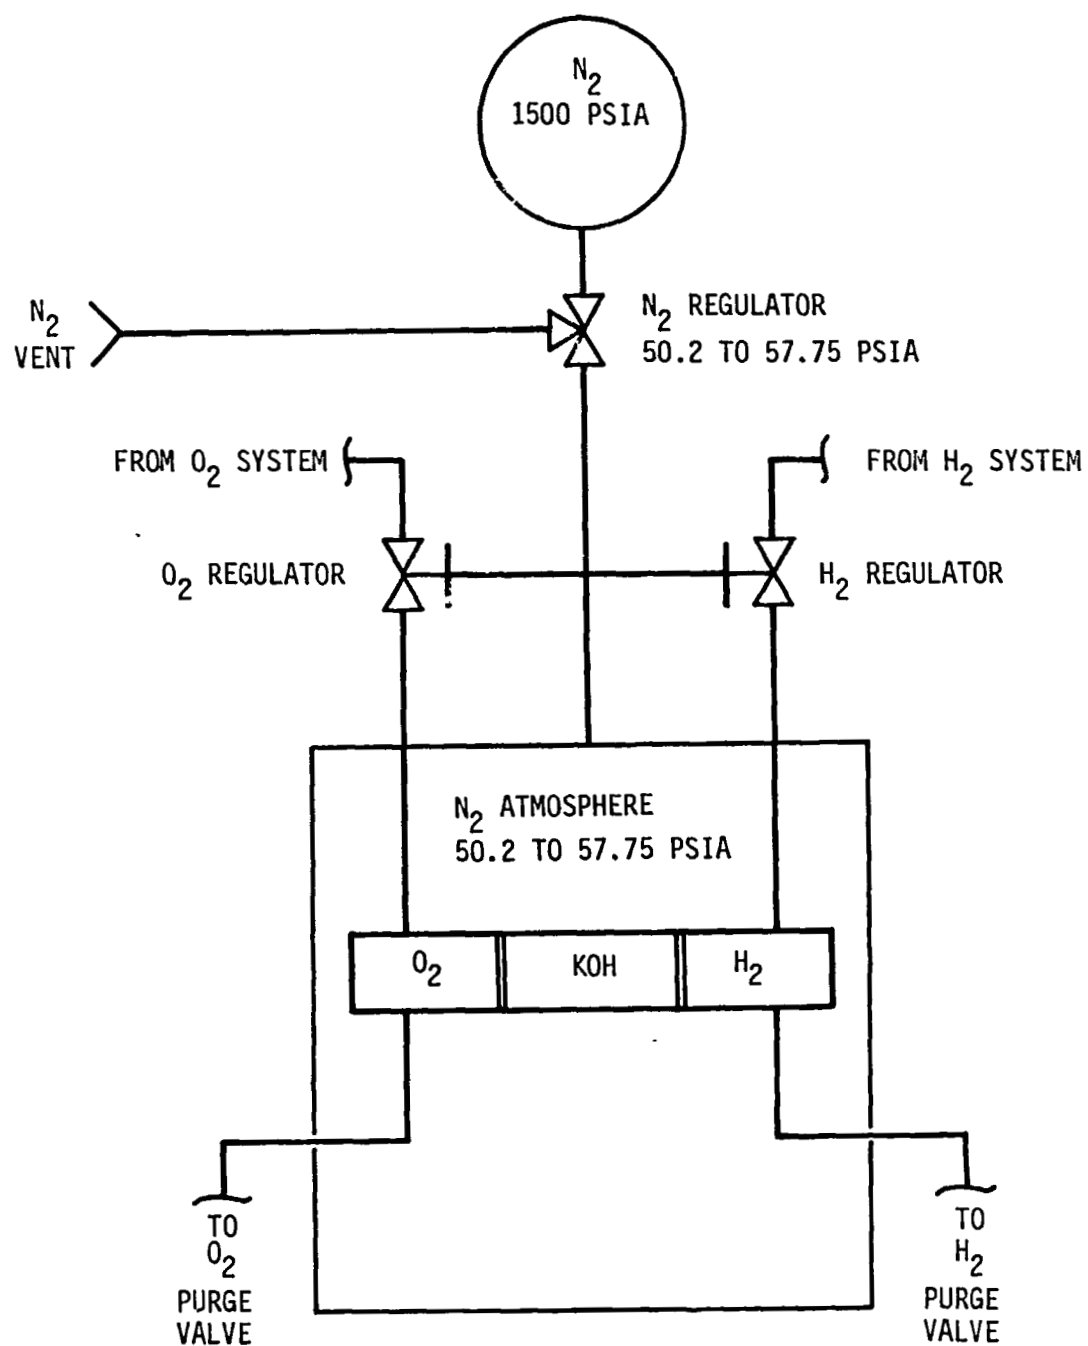 N2
1500 PSIA
N2
VENT
N2 REGULATOR
50.2 TO 57.75 PSIA
FROM O2 SYSTEM
FROM H2 SYSTEM
O2 REGULATOR
H2 REGULATOR
N2 ATMOSPHERE
50.2 TO 57.75 PSIA
O2
KOH
H2
TO
O2
PURGE
VALVE
TO
H2
PURGE
VALVE